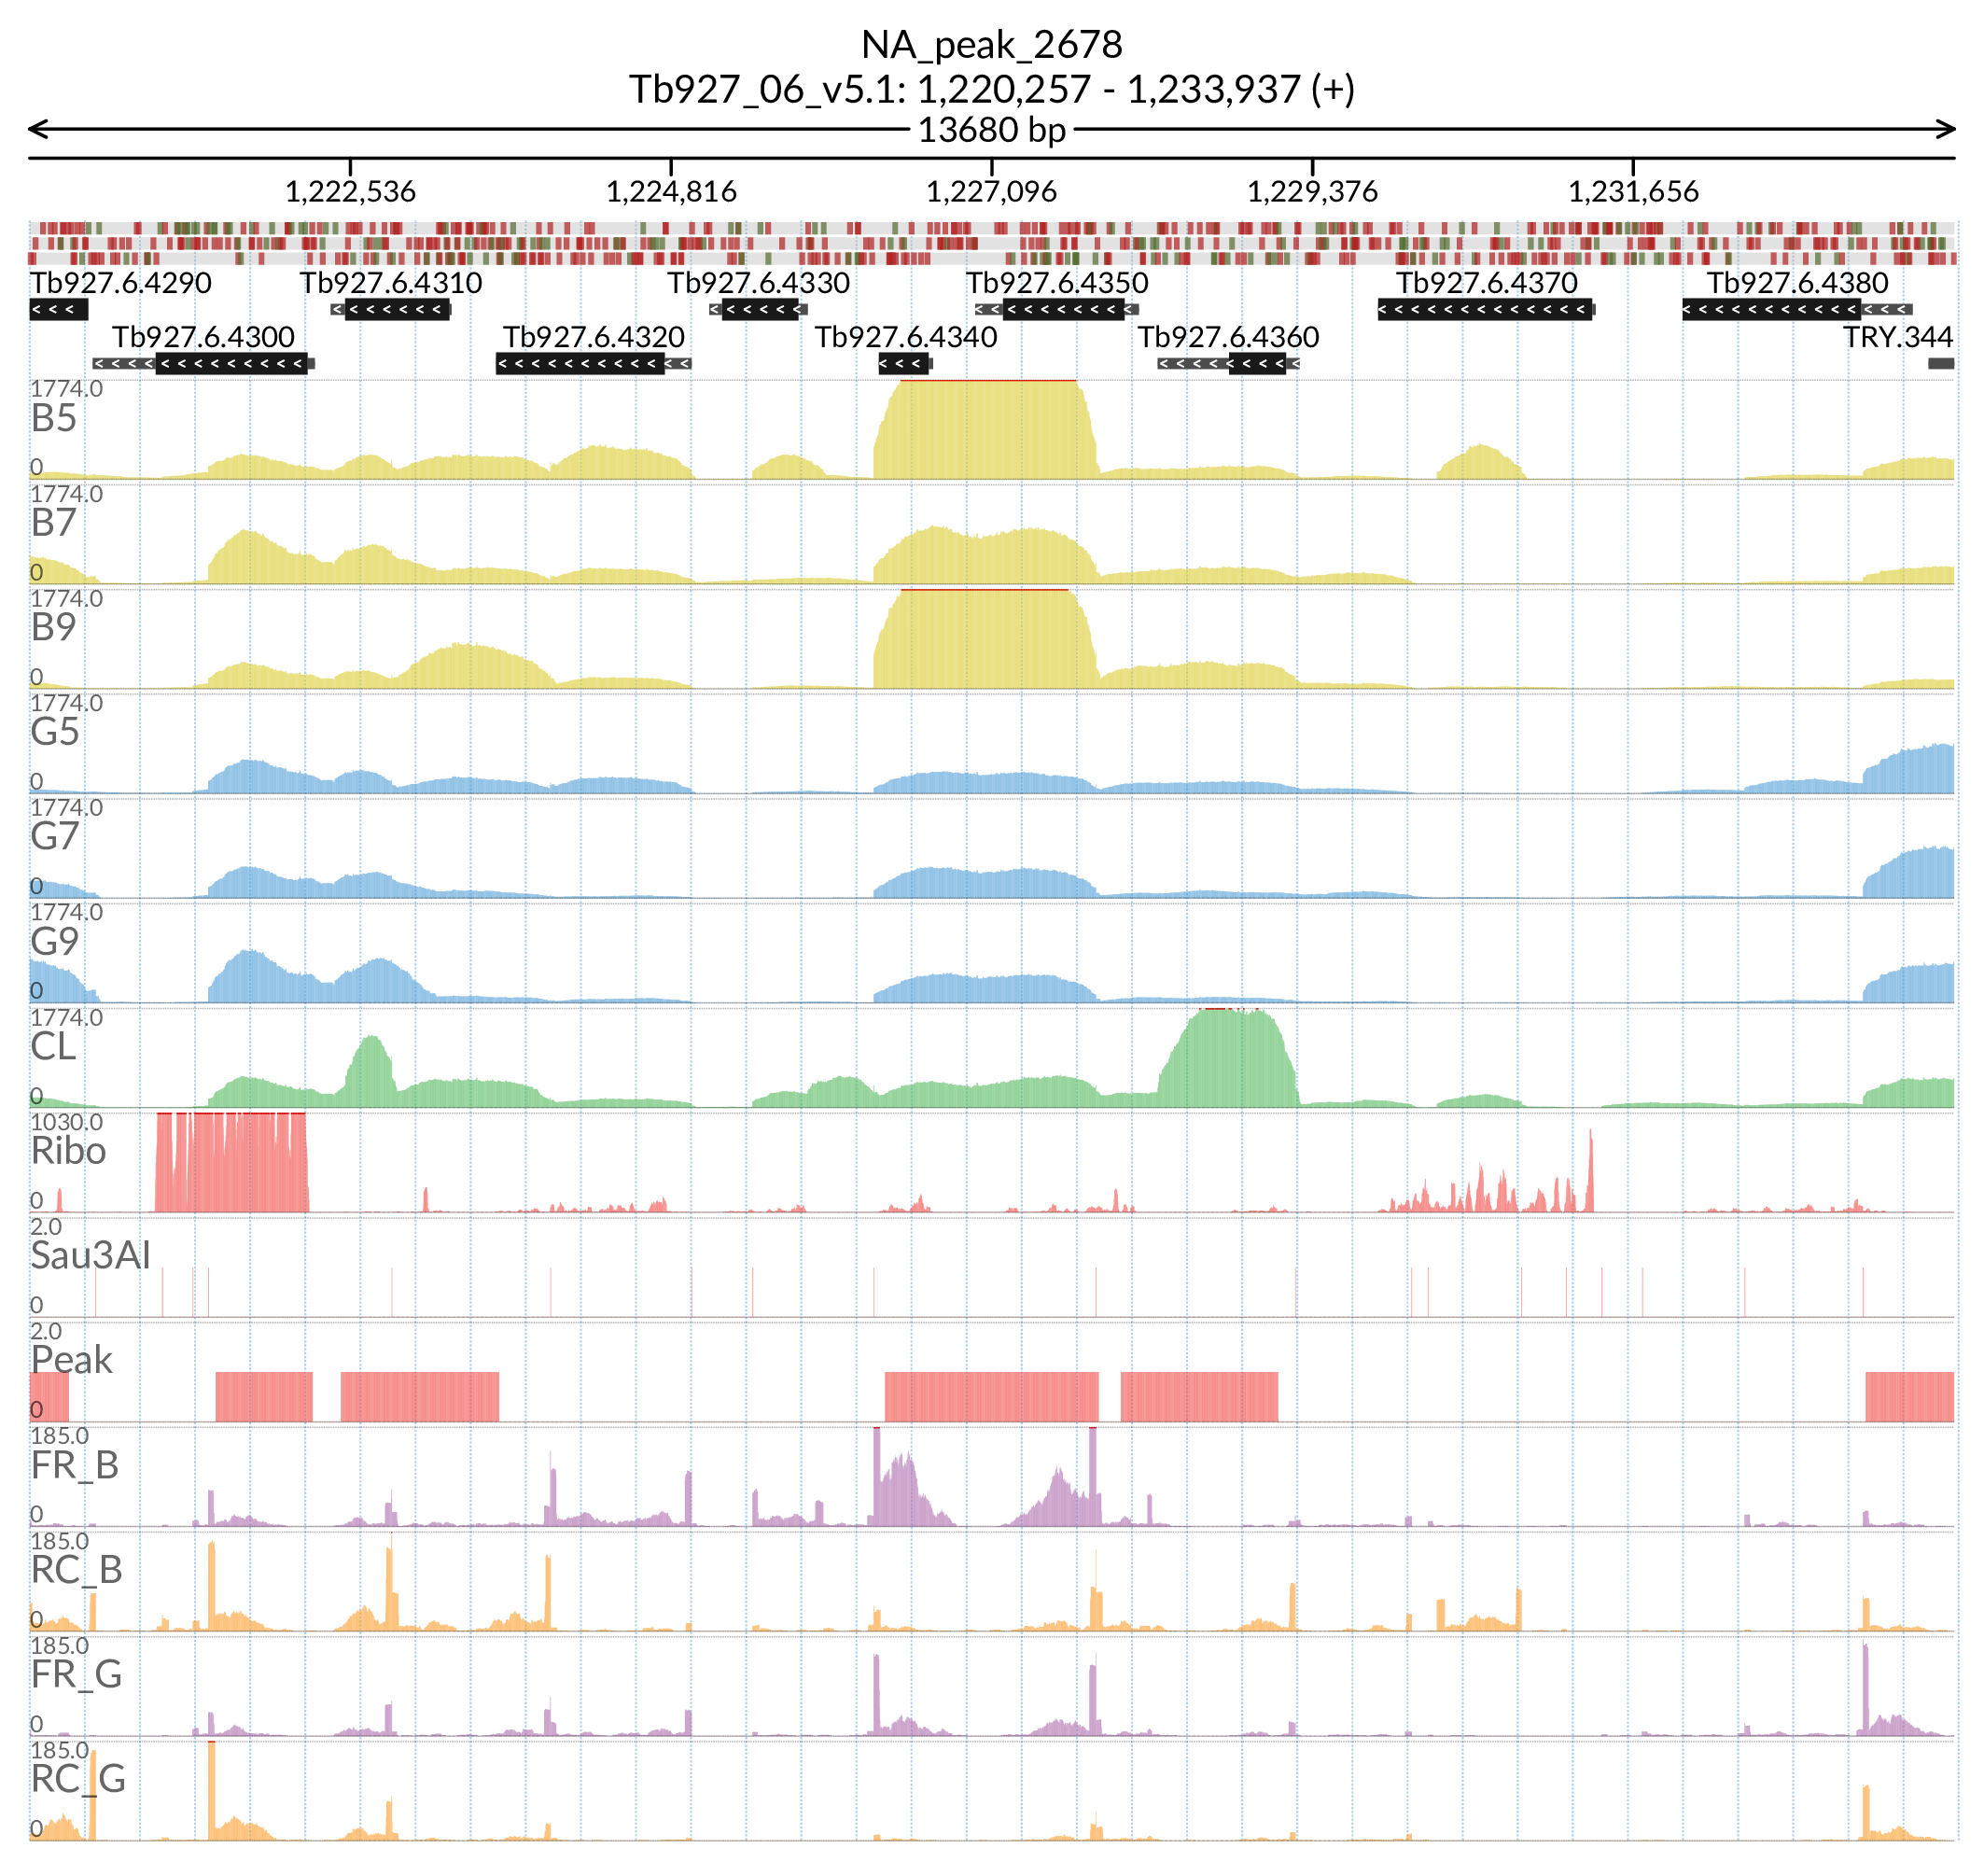 NA_peak_2678
Tb927_06_v5.1: 1,220,257 - 1,233,937 (+)
13680 bp
1,222,536 1,224,816 1,227,096 1,229,376 1,231,656
Tb927.6.4290 Tb927.6.4310 Tb927.6.4330 Tb927.6.4350 Tb927.6.4370 Tb927.6.4380
Tb927.6.4300 Tb927.6.4320 Tb927.6.4340 Tb927.6.4360 TRY.344
1774.0
B5
0
1774.0
B7
0
1774.0
B9
0
1774.0
G5
0
1774.0
G7
0
1774.0
G9
0
1774.0
CL
0
1030.0
Ribo
0
2.0
Sau3AI
0
2.0
Peak
0
185.0
FR_B
0
185.0
RC_B
0
185.0
FR_G
0
185.0
RC_G
0